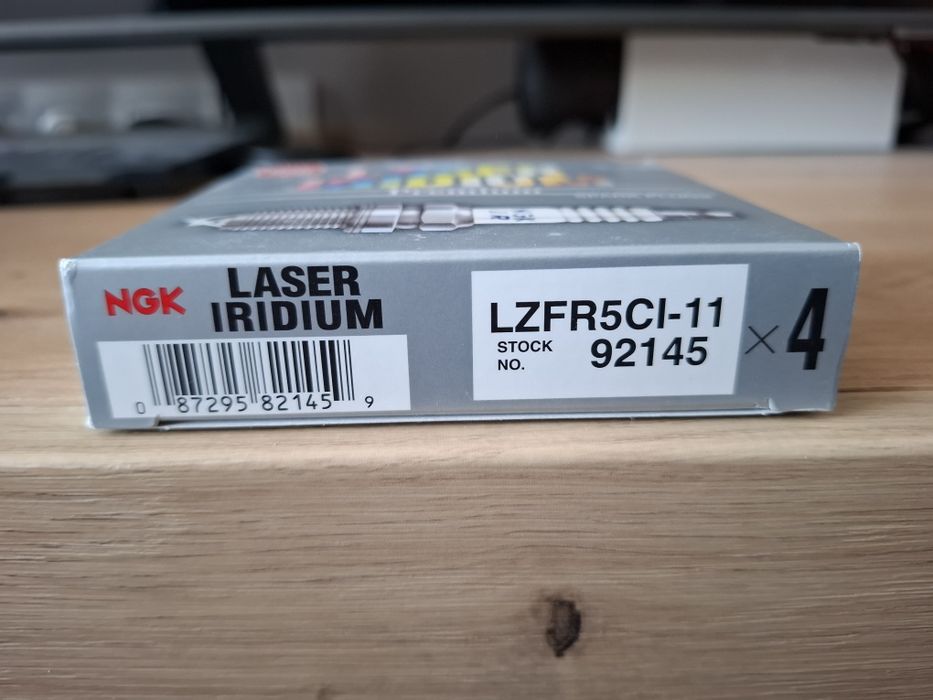 NGK
LASER
IRIDIUM
0 87295 82145 9
LZFR5CI-11
STOCK
NO.
92145
×4